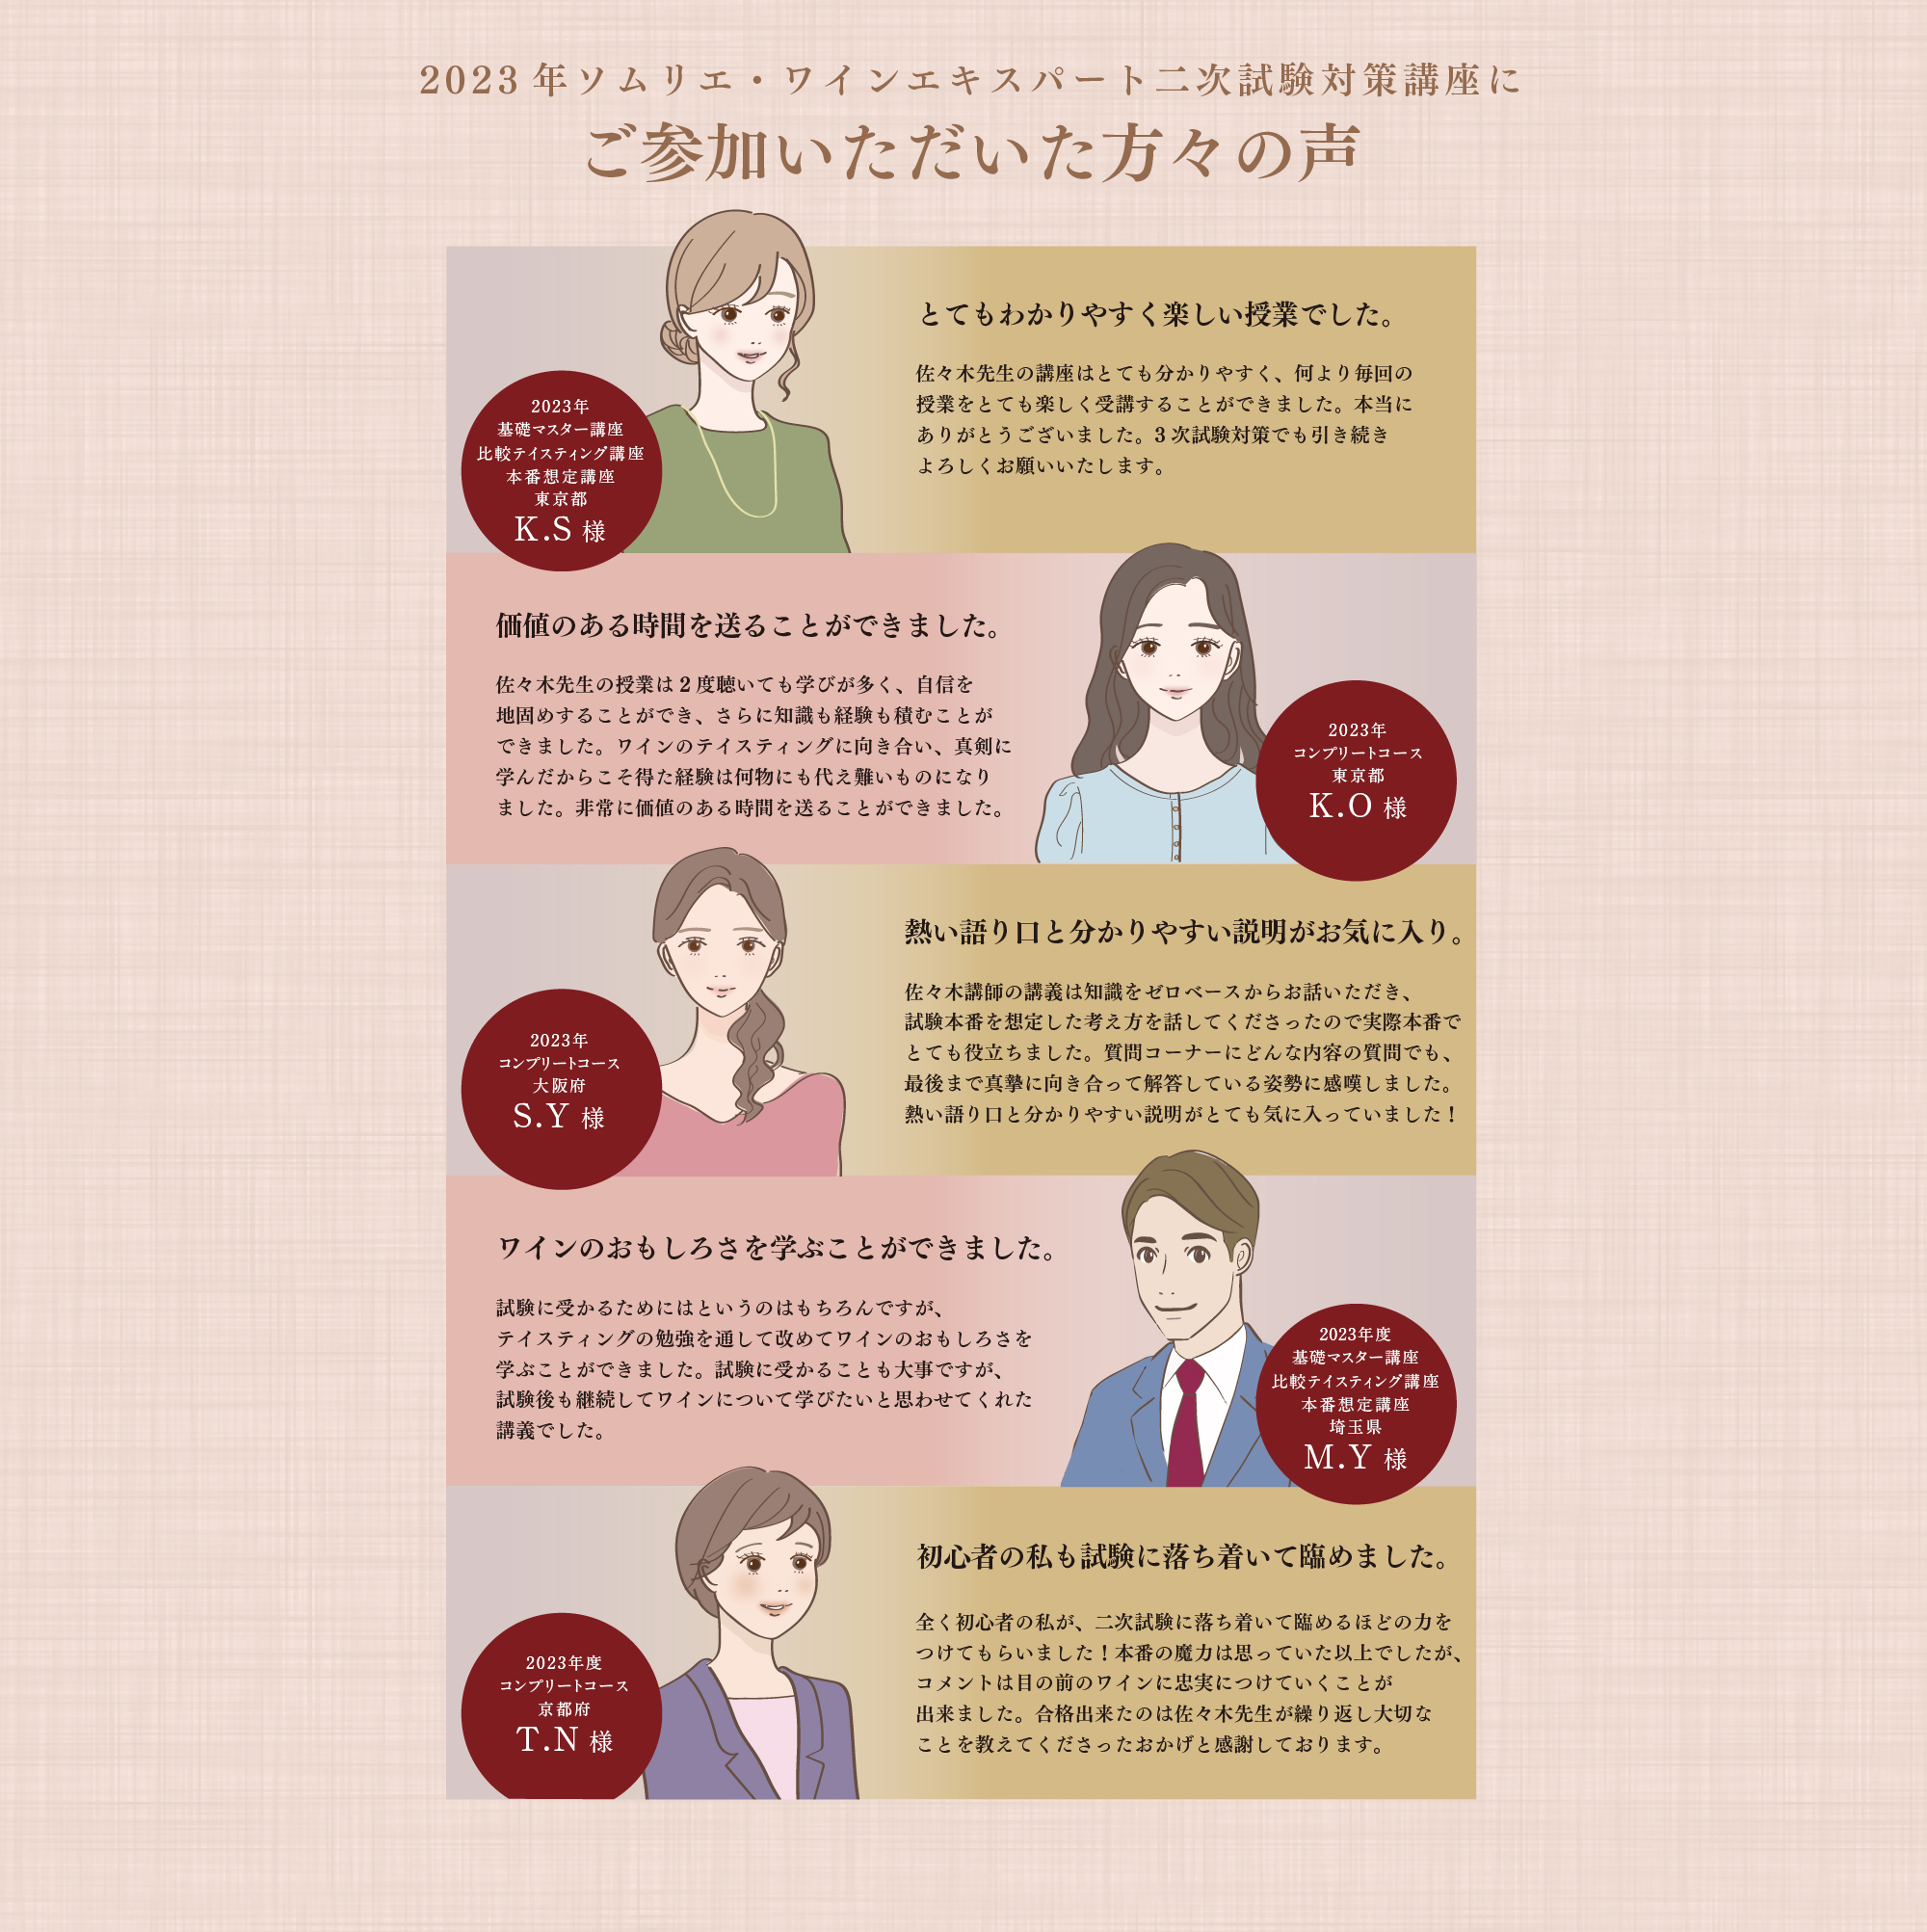 2023年ソムリエ・ワインエキスパート二次試験対策講座に
ご参加いただいた方々の声
とてもわかりやすく楽しい授業でした。
佐々木先生の講座はとても分かりやすく、何より毎回の
授業をとても楽しく受講することができました。本当に
ありがとうございました。3次試験対策でも引き続き
よろしくお願いいたします。
2023年
基礎マスター講座
比較テイスティング講座
本番想定講座
東京都
K.S 様
価値のある時間を送ることができました。
佐々木先生の授業は2度聴いても学びが多く、自信を
地固めすることができ、さらに知識も経験も積むことが
できました。ワインのテイスティングに向き合い、真剣に
学んだからこそ得た経験は何物にも代え難いものになり
ました。非常に価値のある時間を送ることができました。
2023年
コンプリートコース
東京都
K.O 様
熱い語り口と分かりやすい説明がお気に入り。
佐々木講師の講義は知識をゼロベースからお話いただき、
試験本番を想定した考え方を話してくださったので実際本番で
とても役立ちました。質問コーナーにどんな内容の質問でも、
最後まで真摯に向き合って解答している姿勢に感嘆しました。
熱い語り口と分かりやすい説明がとても気に入っていました！
2023年
コンプリートコース
大阪府
S.Y 様
ワインのおもしろさを学ぶことができました。
試験に受かるためにはというのはもちろんですが、
テイスティングの勉強を通して改めてワインのおもしろさを
学ぶことができました。試験に受かることも大事ですが、
試験後も継続してワインについて学びたいと思わせてくれた
講義でした。
2023年度
基礎マスター講座
比較テイスティング講座
本番想定講座
埼玉県
M.Y 様
初心者の私も試験に落ち着いて臨めました。
全く初心者の私が、二次試験に落ち着いて臨めるほどの力を
つけてもらいました！本番の魔力は思っていた以上でしたが、
コメントは目の前のワインに忠実につけていくことが
出来ました。合格出来たのは佐々木先生が繰り返し大切な
ことを教えてくださったおかげと感謝しております。
2023年度
コンプリートコース
京都府
T.N 様